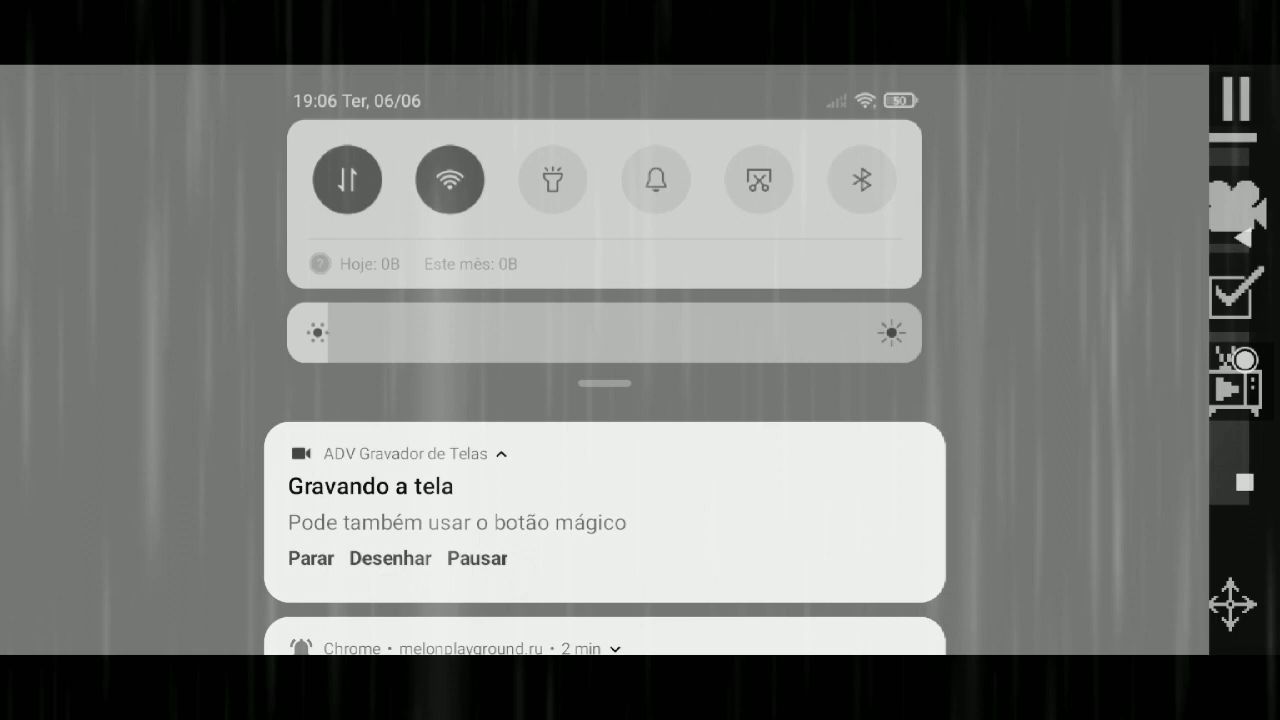 19:06 Ter, 06/06
50
Hoje: 0B Este mês: 0B
ADV Gravador de Telas
Gravando a tela
Pode também usar o botão mágico
Parar Desenhar Pausar
Chrome • melonplayground.ru • 2 min